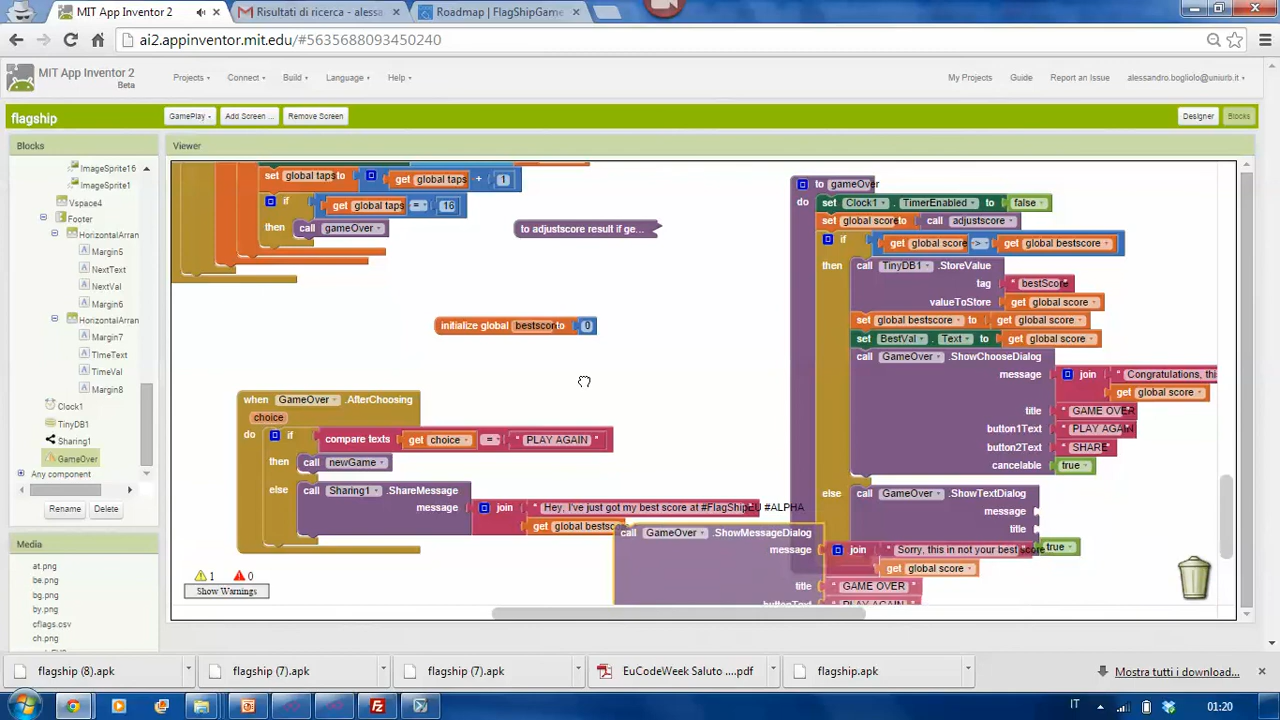 MIT App Inventor 2
Risultati di ricerca - alessa
Roadmap | FlagShipGame
ai2.appinventor.mit.edu/#5635688093450240
MIT App Inventor 2
Beta
Projects
Connect
Build
Language
Help
My Projects
Guide
Report an Issue
alessandro.bogliolo@uniurb.it
flagship
GamePlay
Add Screen ...
Remove Screen
Designer
Blocks
Blocks
ImageSprite16
ImageSprite1
Vspace4
Footer
HorizontalArran
Margin5
NextText
NextVal
Margin6
HorizontalArran
Margin7
TimeText
TimeVal
Margin8
Clock1
TinyDB1
Sharing1
GameOver
Any component
Rename
Delete
Media
at.png
be.png
bg.png
by.png
cflags.csv
ch.png
Viewer
set global taps to
get global taps + 1
if get global taps = 16
then call gameOver
to adjustscore result if ge...
initialize global bestscore to 0
when GameOver .AfterChoosing
choice
do if compare texts get choice = " PLAY AGAIN "
then call newGame
else call Sharing1 .ShareMessage
message join " Hey, I've just got my best score at #FlagShipEU #ALPHA
get global bestsc
to gameOver
do set Clock1 . TimerEnabled to false
set global score to call adjustscore
if get global score > get global bestscore
then call TinyDB1 .StoreValue
tag " bestScore "
valueToStore get global score
set global bestscore to get global score
set BestVal . Text to get global score
call GameOver .ShowChooseDialog
message join " Congratulations, thi
get global score
title " GAME OVER "
button1Text " PLAY AGAIN "
button2Text " SHARE "
cancelable true
else call GameOver .ShowTextDialog
message
title
true
call GameOver .ShowMessageDialog
message join " Sorry, this in not your best score
get global score
title " GAME OVER "
buttonText " PLAY AGAIN "
1 0
Show Warnings
flagship (8).apk
flagship (7).apk
flagship (7).apk
EuCodeWeek Saluto ....pdf
flagship.apk
Mostra tutti i download...
IT
01:20